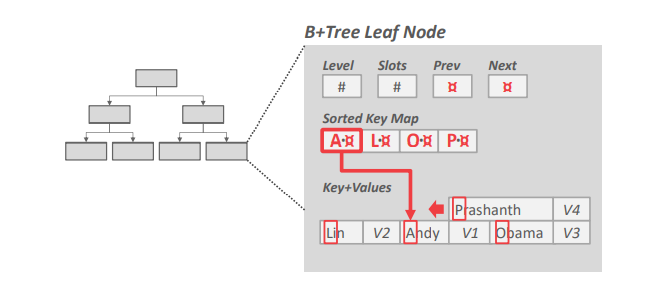 B+Tree Leaf Node
Level Slots Prev Next
# # ¤ ¤
Sorted Key Map
A·¤ L·¤ O·¤ P·¤
Key+Values
Prashanth V4
Lin V2 Andy V1 Obama V3